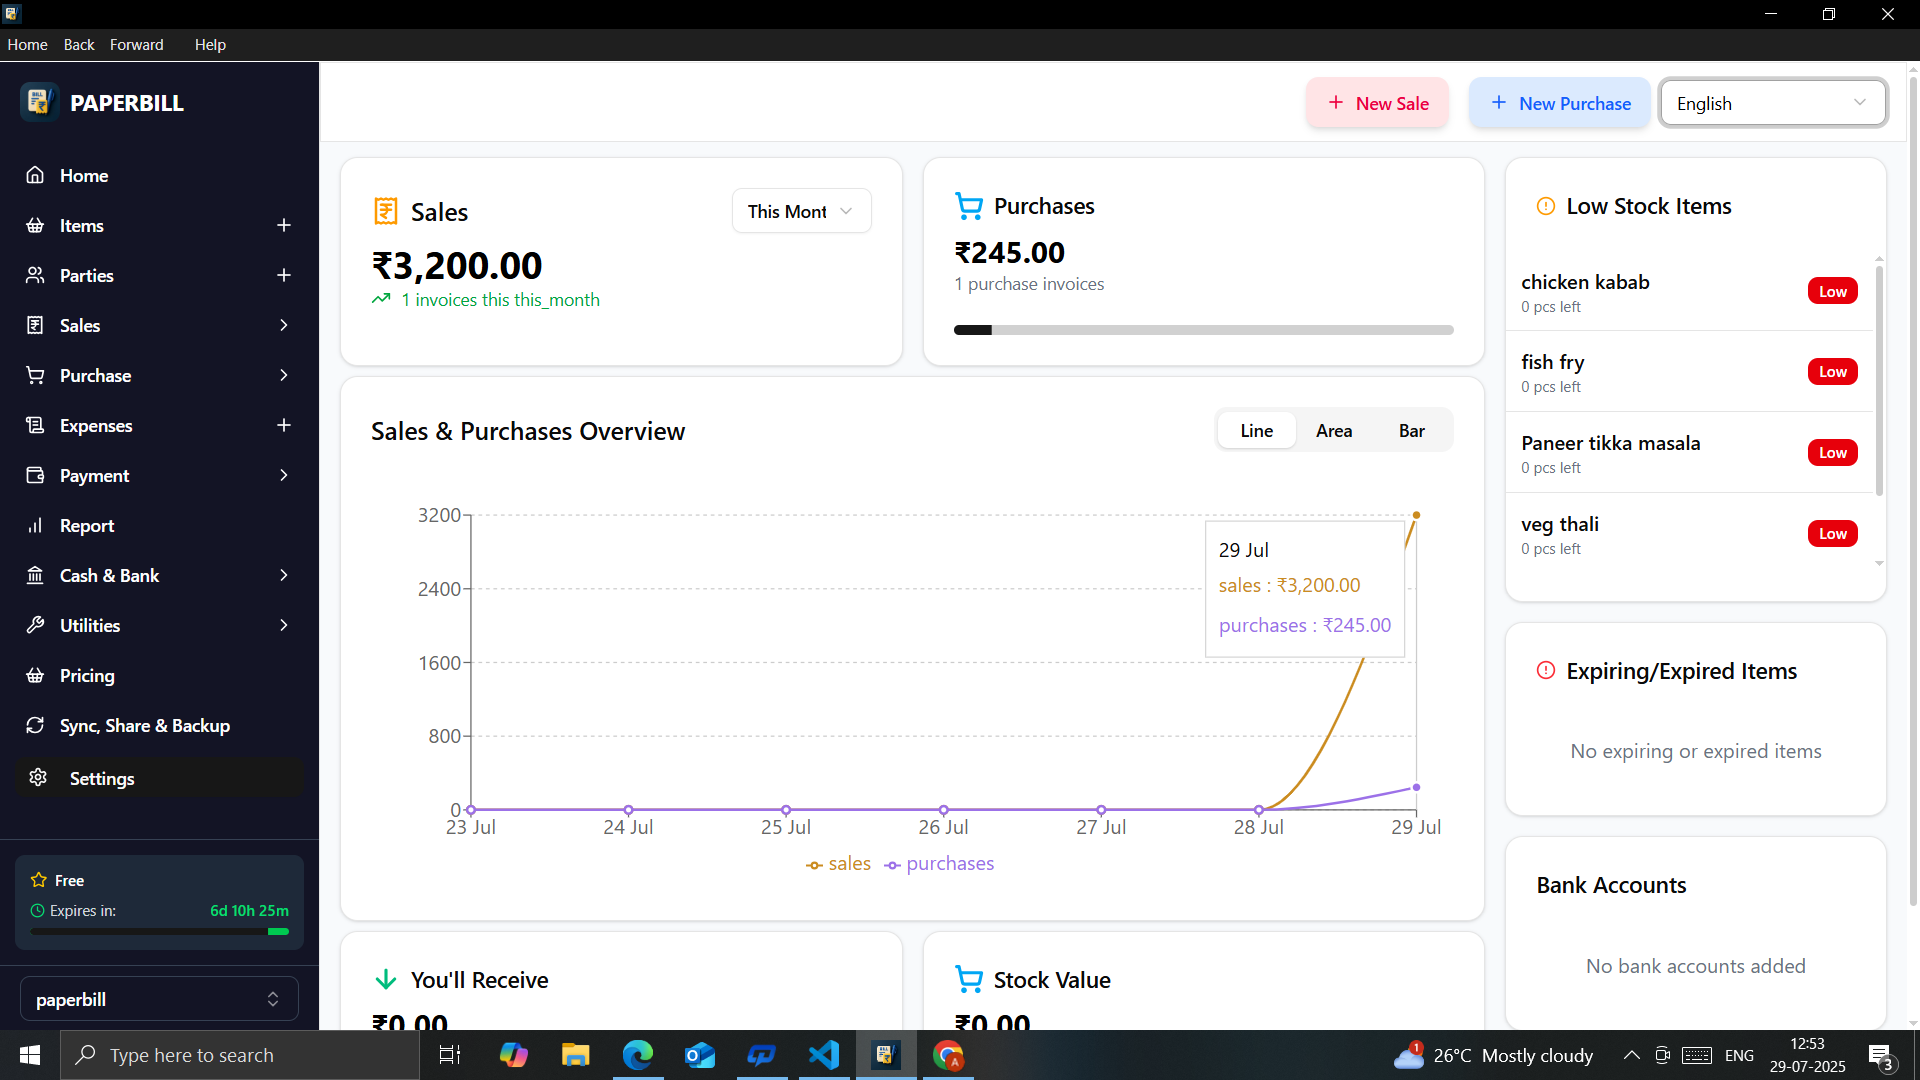 Home Back Forward Help
PAPERBILL
Home
Items
Parties
Sales
Purchase
Expenses
Payment
Report
Cash & Bank
Utilities
Pricing
Sync, Share & Backup
Settings
Free
Expires in: 6d 10h 25m
paperbill
+ New Sale
+ New Purchase
English
Sales
This Mont
₹3,200.00
1 invoices this this_month
Purchases
₹245.00
1 purchase invoices
Sales & Purchases Overview
Line Area Bar
3200
2400
1600
800
0
29 Jul
sales : ₹3,200.00
purchases : ₹245.00
23 Jul 24 Jul 25 Jul 26 Jul 27 Jul 28 Jul 29 Jul
sales purchases
You'll Receive
₹0.00
Stock Value
₹0.00
Low Stock Items
chicken kabab
0 pcs left
Low
fish fry
0 pcs left
Low
Paneer tikka masala
0 pcs left
Low
veg thali
0 pcs left
Low
Expiring/Expired Items
No expiring or expired items
Bank Accounts
No bank accounts added
Type here to search
1
26°C Mostly cloudy
ENG
12:53
29-07-2025
3